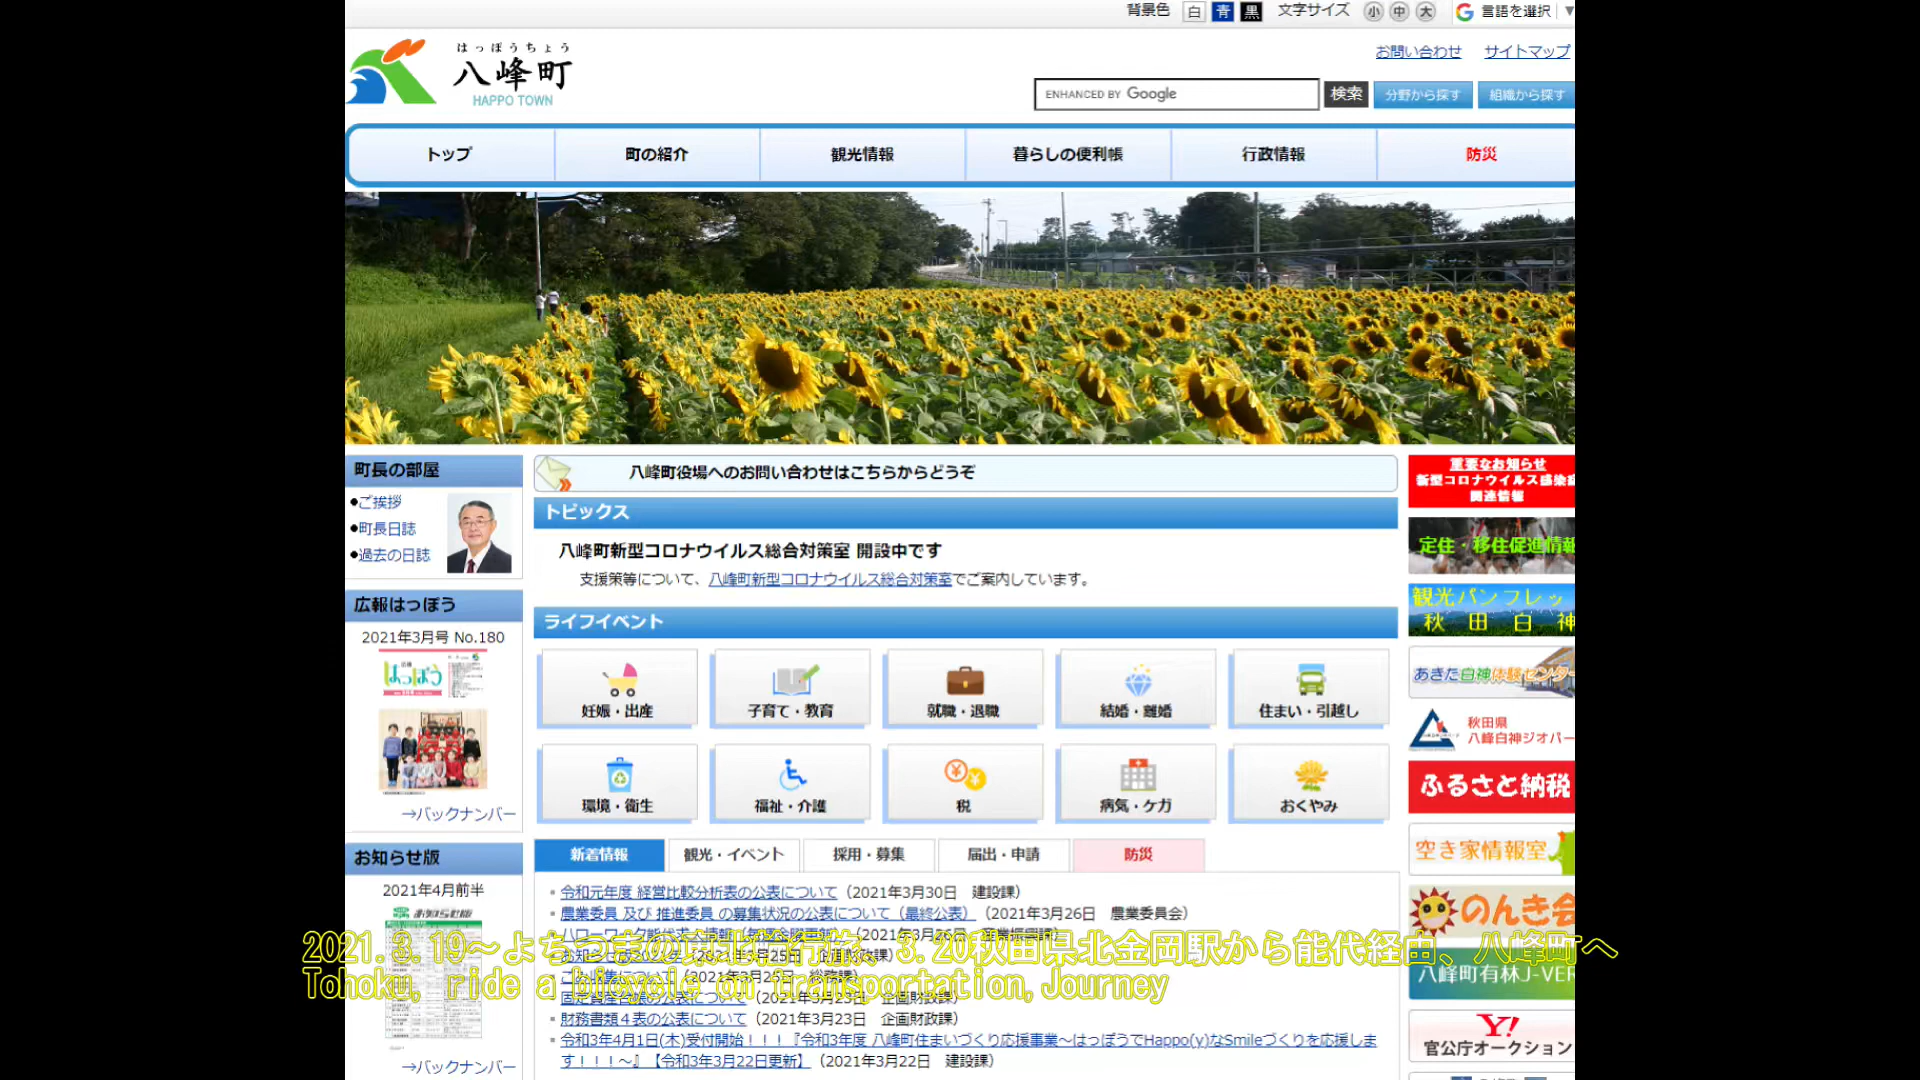 背景色 白 青 黒 文字サイズ 小 中 大 言語を選択
はっぽうちょう
八峰町
HAPPO TOWN
お問い合わせ サイトマップ
ENHANCED BY Google 検索 分野から探す 組織から探す
トップ 町の紹介 観光情報 暮らしの便利帳 行政情報 防災
町長の部屋
●ご挨拶
●町長日誌
●過去の日誌
広報はっぽう
2021年3月号 No.180
はっぽう
→バックナンバー
お知らせ版
2021年4月前半
→バックナンバー
八峰町役場へのお問い合わせはこちらからどうぞ
トピックス
八峰町新型コロナウイルス総合対策室 開設中です
支援策等について、八峰町新型コロナウイルス総合対策室でご案内しています。
ライフイベント
妊娠・出産 子育て・教育 就職・退職 結婚・離婚 住まい・引越し
環境・衛生 福祉・介護 税 病気・ケガ おくやみ
新着情報 観光・イベント 採用・募集 届出・申請 防災
令和元年度 経営比較分析表の公表について（2021年3月30日　建設課）
農業委員 及び 推進委員 の募集状況の公表について（最終公表）（2021年3月26日　農業委員会）
財務書類４表の公表について（2021年3月23日　企画財政課）
令和3年4月1日(木)受付開始！！！『令和3年度 八峰町住まいづくり応援事業～はっぽうでHappo(y)なSmileづくりを応援しま
す！！！～』【令和3年3月22日更新】（2021年3月22日　建設課）
重要なお知らせ
新型コロナウイルス感染
関連情報
定住・移住促進情報
観光パンフレッ
秋田白神
あきた白神体験センター
秋田県
八峰白神ジオパー
ふるさと納税
空き家情報室
のんき会
八峰町有林J-VER
Y!
官公庁オークション
2021.3.19～よちつまの東北底行旅 3.20秋田県北金岡駅から能代経由、八峰町へ
Tohoku, ride a bicycle on Transportation,Journey